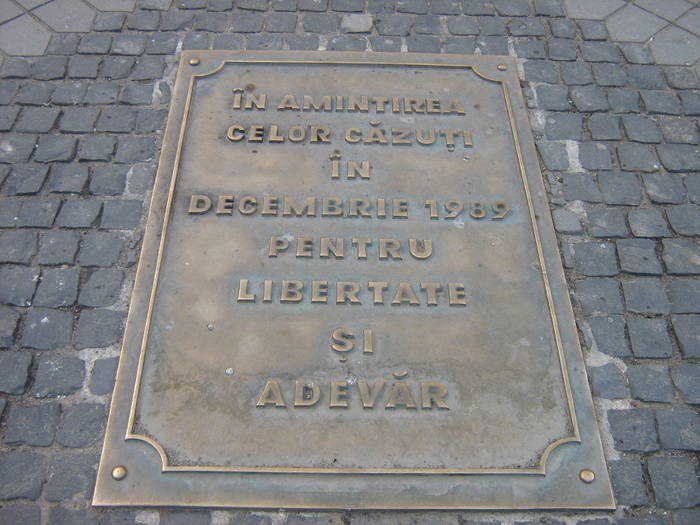 ÎN AMINTIREA
CELOR CĂZUȚI
ÎN
DECEMBRIE 1989
PENTRU
LIBERTATE
ȘI
ADEVĂR